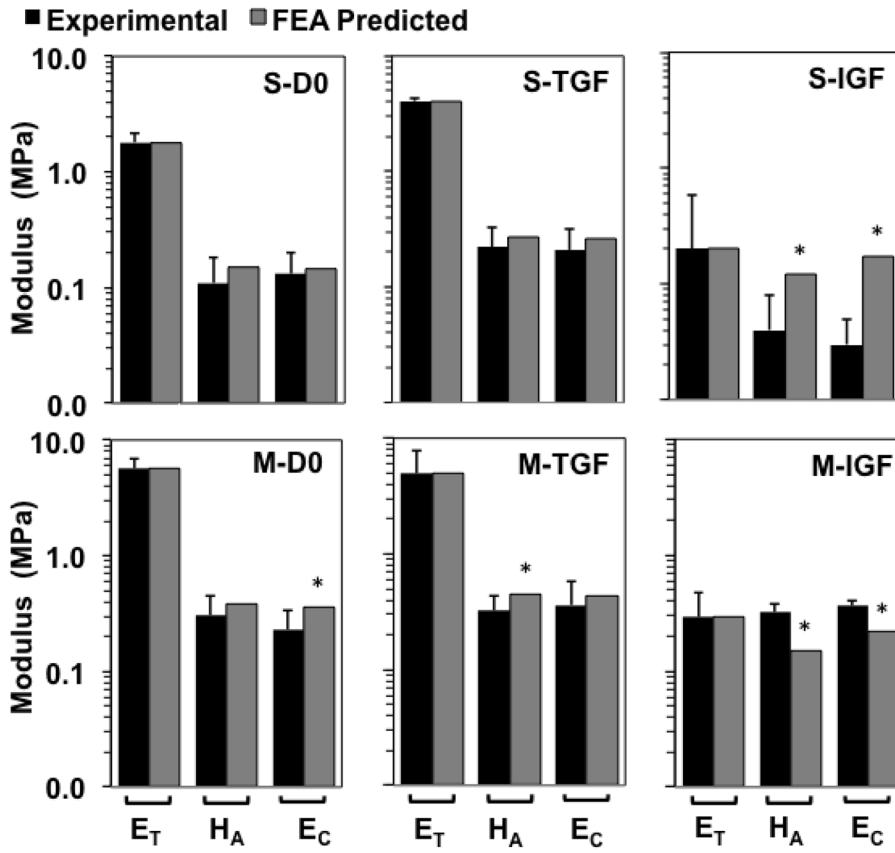 Experimental FEA Predicted
10.0 S-D0 S-TGF S-IGF
1.0
* *
0.1
0.0
Modulus (MPa)
10.0 M-D0 M-TGF M-IGF
1.0
* * * *
0.1
0.0
Modulus (MPa)
ET HA EC ET HA EC ET HA EC